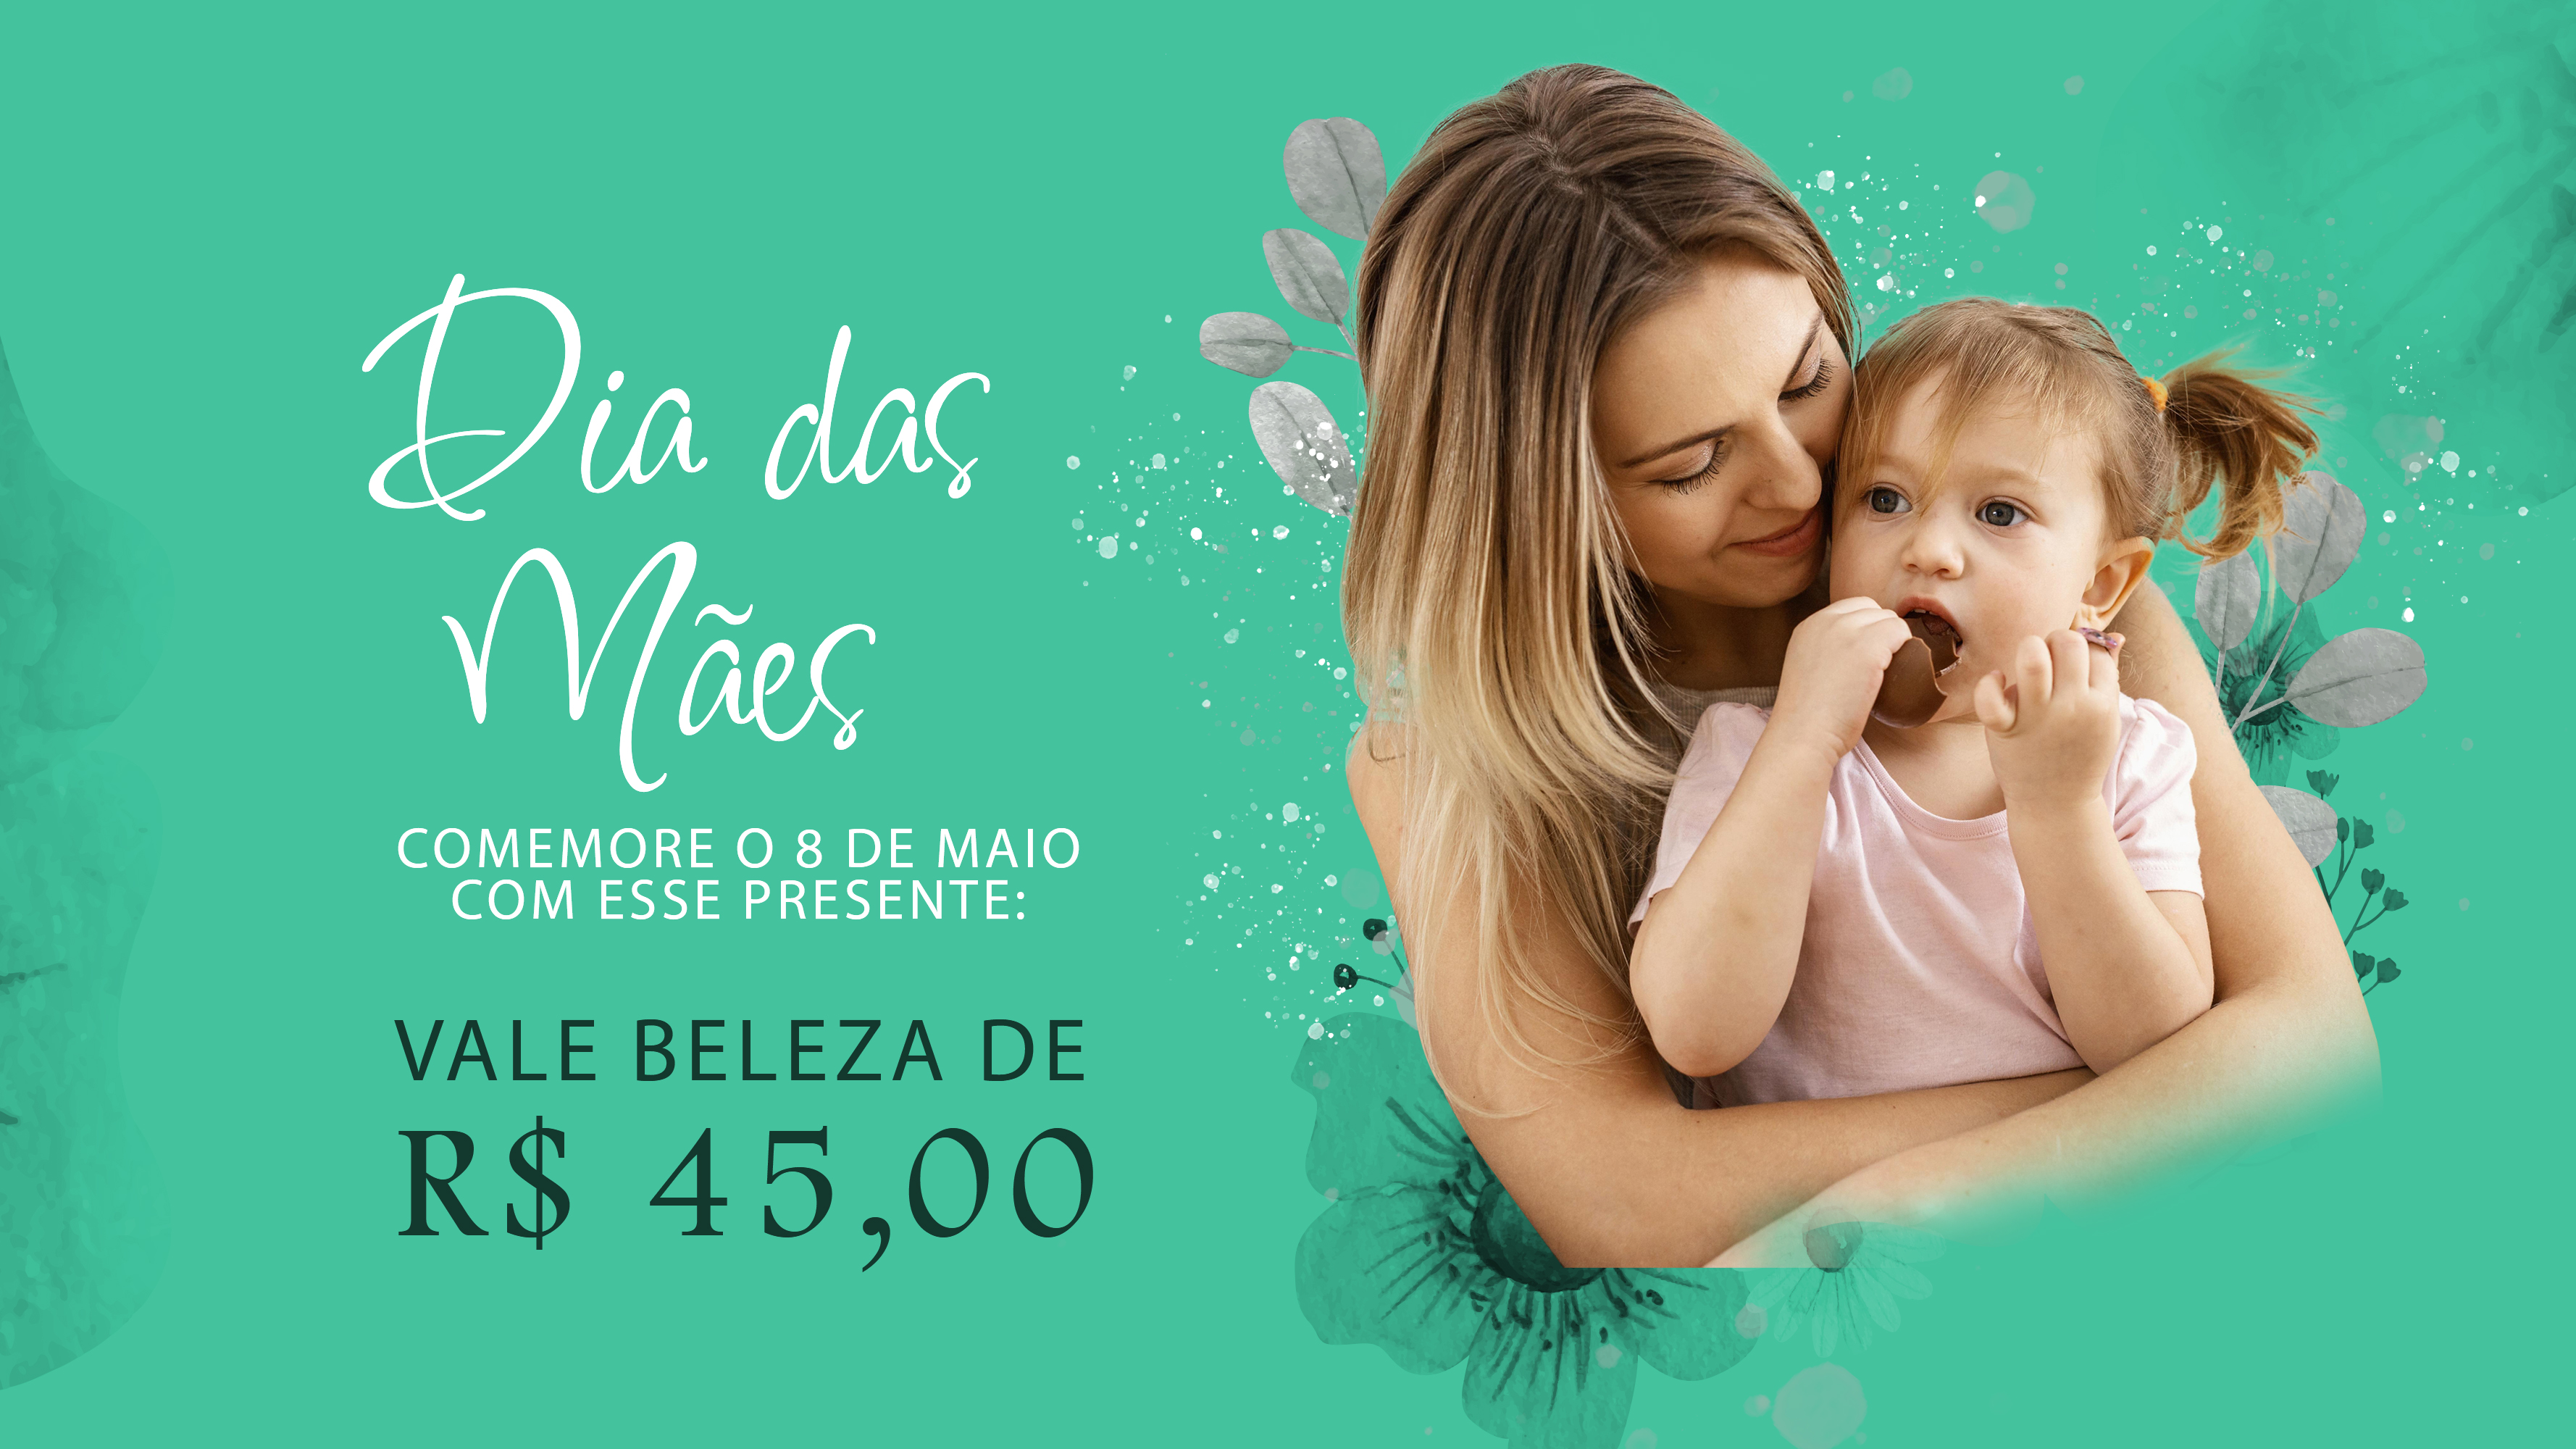 Dia das
Mães
COMEMORE O 8 DE MAIO
COM ESSE PRESENTE:
VALE BELEZA DE
R$ 45,00